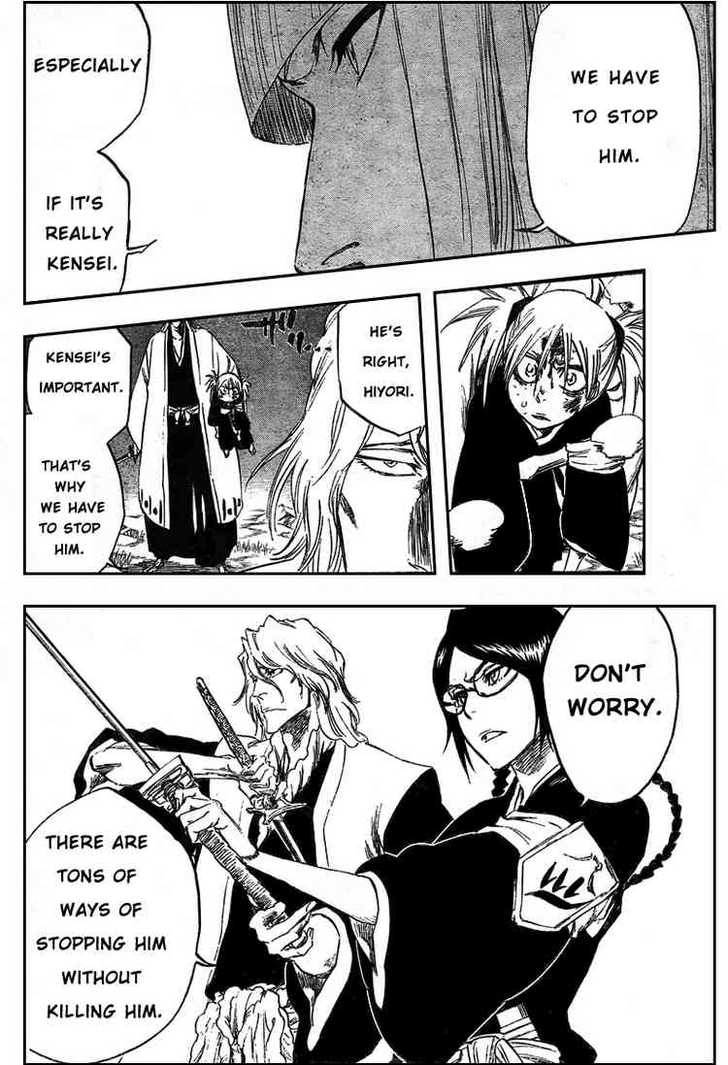 WE HAVE
TO STOP
HIM.
ESPECIALLY
IF IT'S
REALLY
KENSEI.
HE'S
RIGHT,
HIYORI.
KENSEI'S
IMPORTANT.
THAT'S
WHY
WE HAVE
TO STOP
HIM.
DON'T
WORRY.
THERE ARE
TONS OF
WAYS OF
STOPPING HIM
WITHOUT
KILLING HIM.